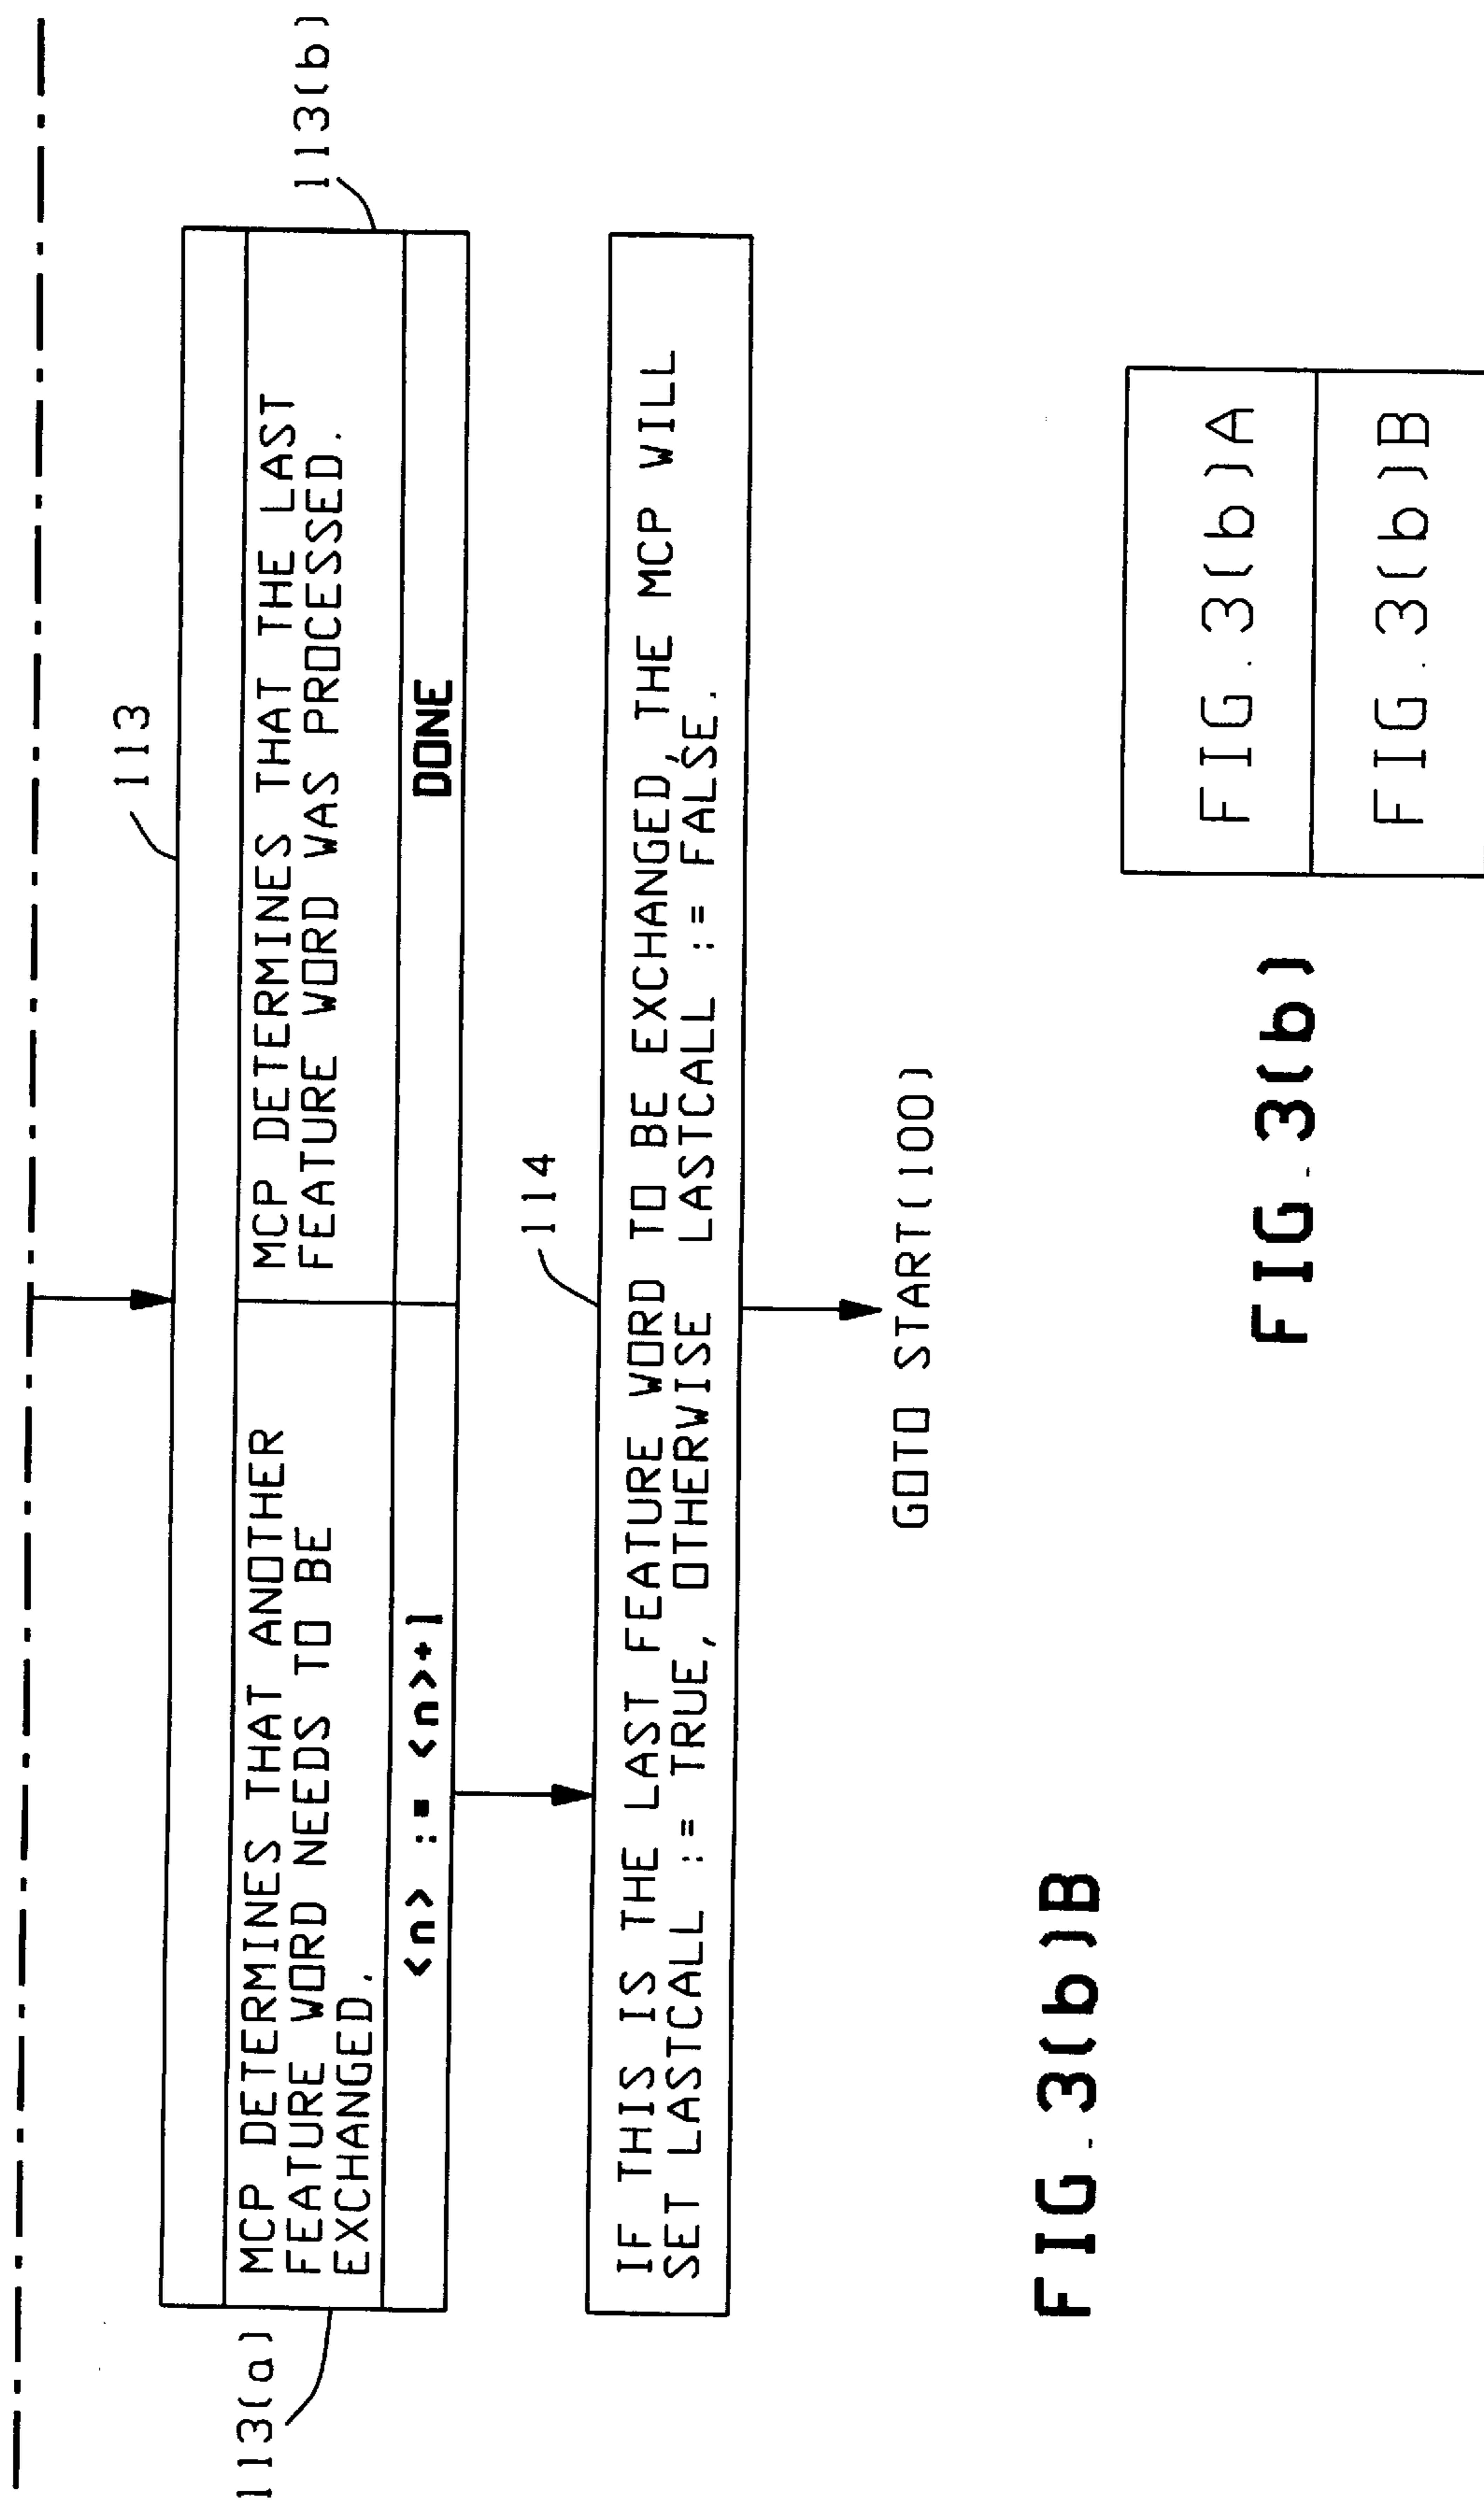 113
113(a)
113(b)
MCP DETERMINES THAT ANOTHER
FEATURE WORD NEEDS TO BE
EXCHANGED.
MCP DETERMINES THAT THE LAST
FEATURE WORD WAS PROCESSED.
<n> := <n>+1
DONE
114
IF THIS IS THE LAST FEATURE WORD TO BE EXCHANGED, THE MCP WILL
SET LASTCALL := TRUE, OTHERWISE LASTCALL := FALSE.
GOTO START(100)
FIG. 3(b)B
FIG. 3(b)
FIG. 3(b)A
FIG. 3(b)B